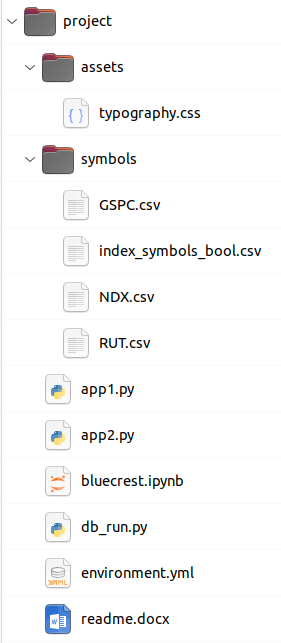 project
assets
typography.css
symbols
GSPC.csv
index_symbols_bool.csv
NDX.csv
RUT.csv
app1.py
app2.py
bluecrest.ipynb
db_run.py
environment.yml
readme.docx